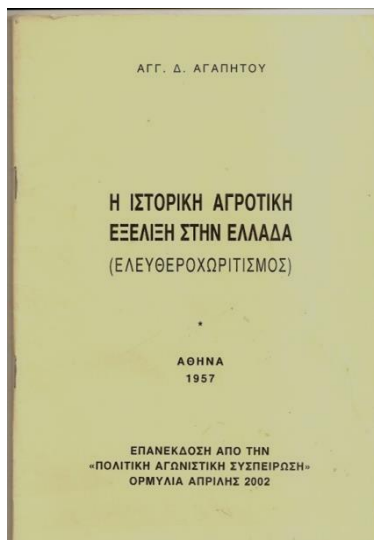 ΑΓΓ. Δ. ΑΓΑΠΗΤΟΥ
Η ΙΣΤΟΡΙΚΗ ΑΓΡΟΤΙΚΗ
ΕΞΕΛΙΞΗ ΣΤΗΝ ΕΛΛΑΔΑ
(ΕΛΕΥΘΕΡΟΧΩΡΙΤΙΣΜΟΣ)
*
ΑΘΗΝΑ
1957
ΕΠΑΝΕΚΔΟΣΗ ΑΠΟ ΤΗΝ
«ΠΟΛΙΤΙΚΗ ΑΓΩΝΙΣΤΙΚΗ ΣΥΣΠΕΙΡΩΣΗ»
ΟΡΜΥΛΙΑ ΑΠΡΙΛΗΣ 2002